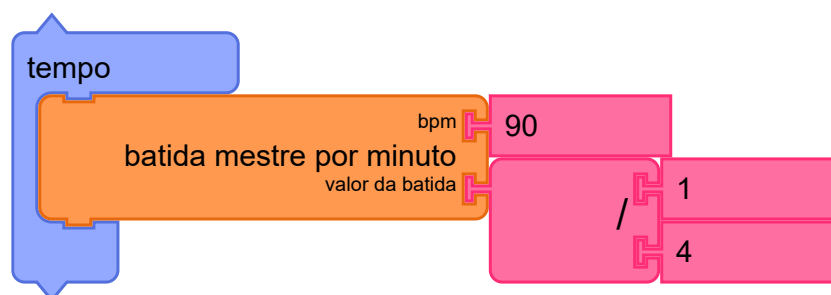 tempo
bpm
90
batida mestre por minuto
valor da batida
1
/
4